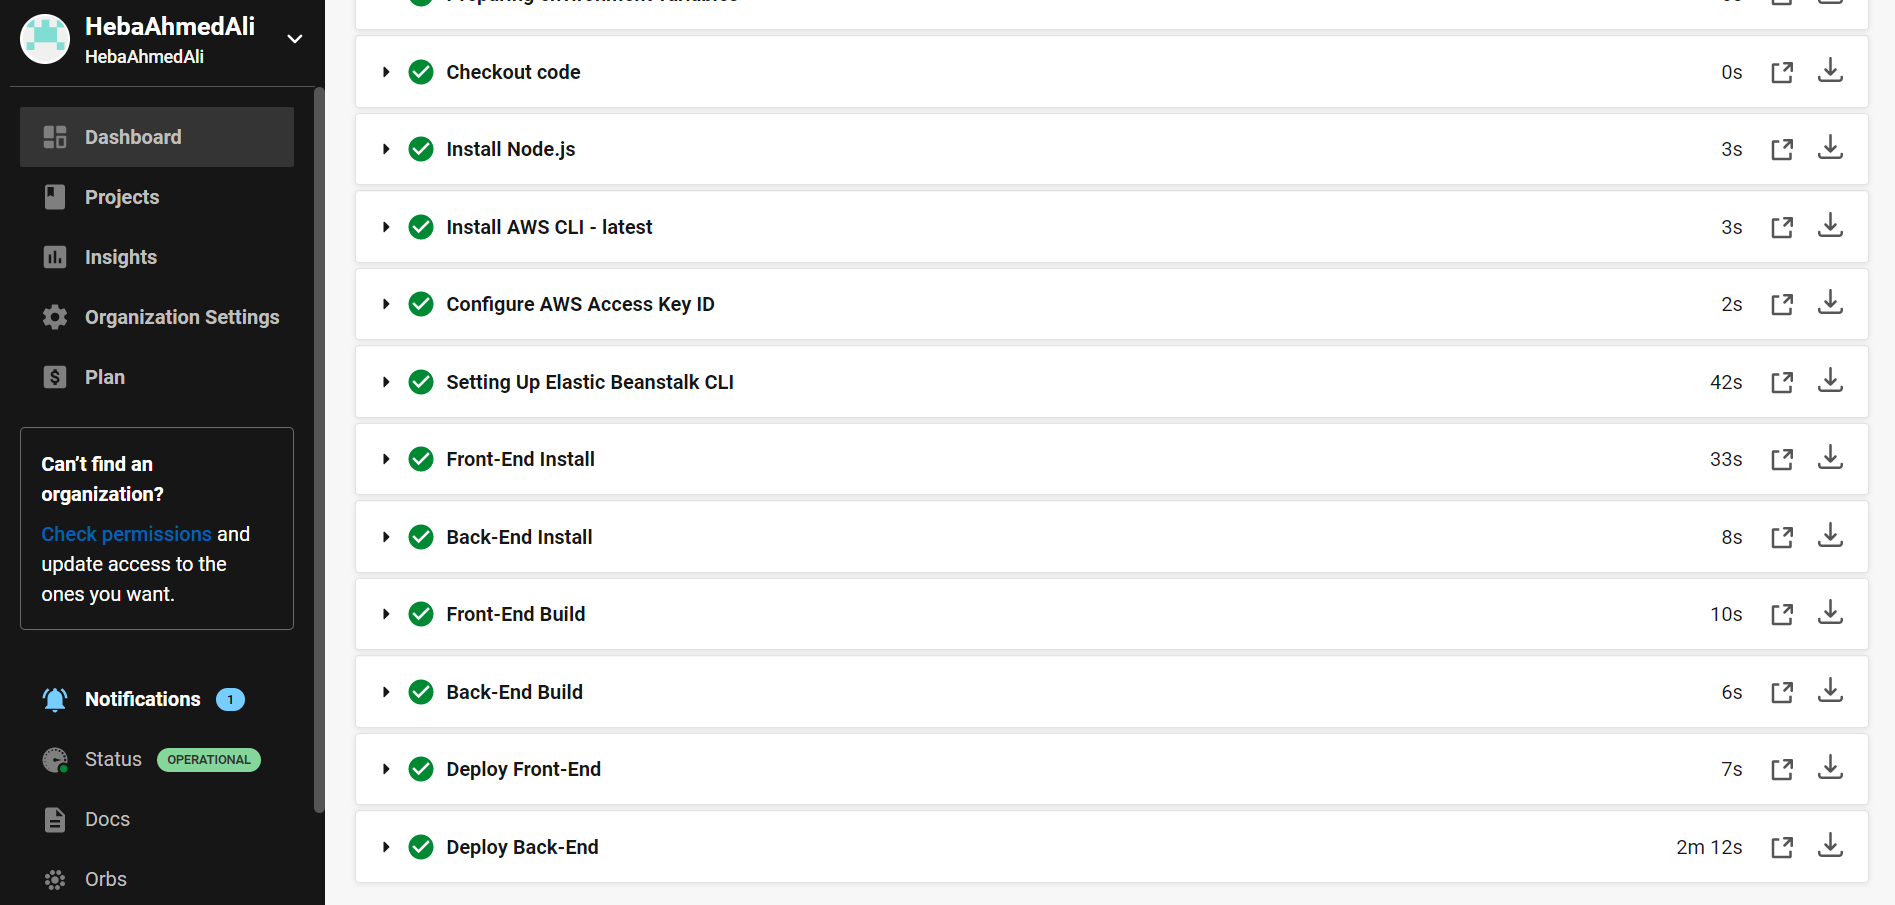 HebaAhmedAli
HebaAhmedAli
Dashboard
Projects
Insights
Organization Settings
Plan
Can’t find an
organization?
Check permissions and
update access to the
ones you want.
Notifications 1
Status OPERATIONAL
Docs
Orbs
Preparing environment variables 0s
Checkout code 0s
Install Node.js 3s
Install AWS CLI - latest 3s
Configure AWS Access Key ID 2s
Setting Up Elastic Beanstalk CLI 42s
Front-End Install 33s
Back-End Install 8s
Front-End Build 10s
Back-End Build 6s
Deploy Front-End 7s
Deploy Back-End 2m 12s